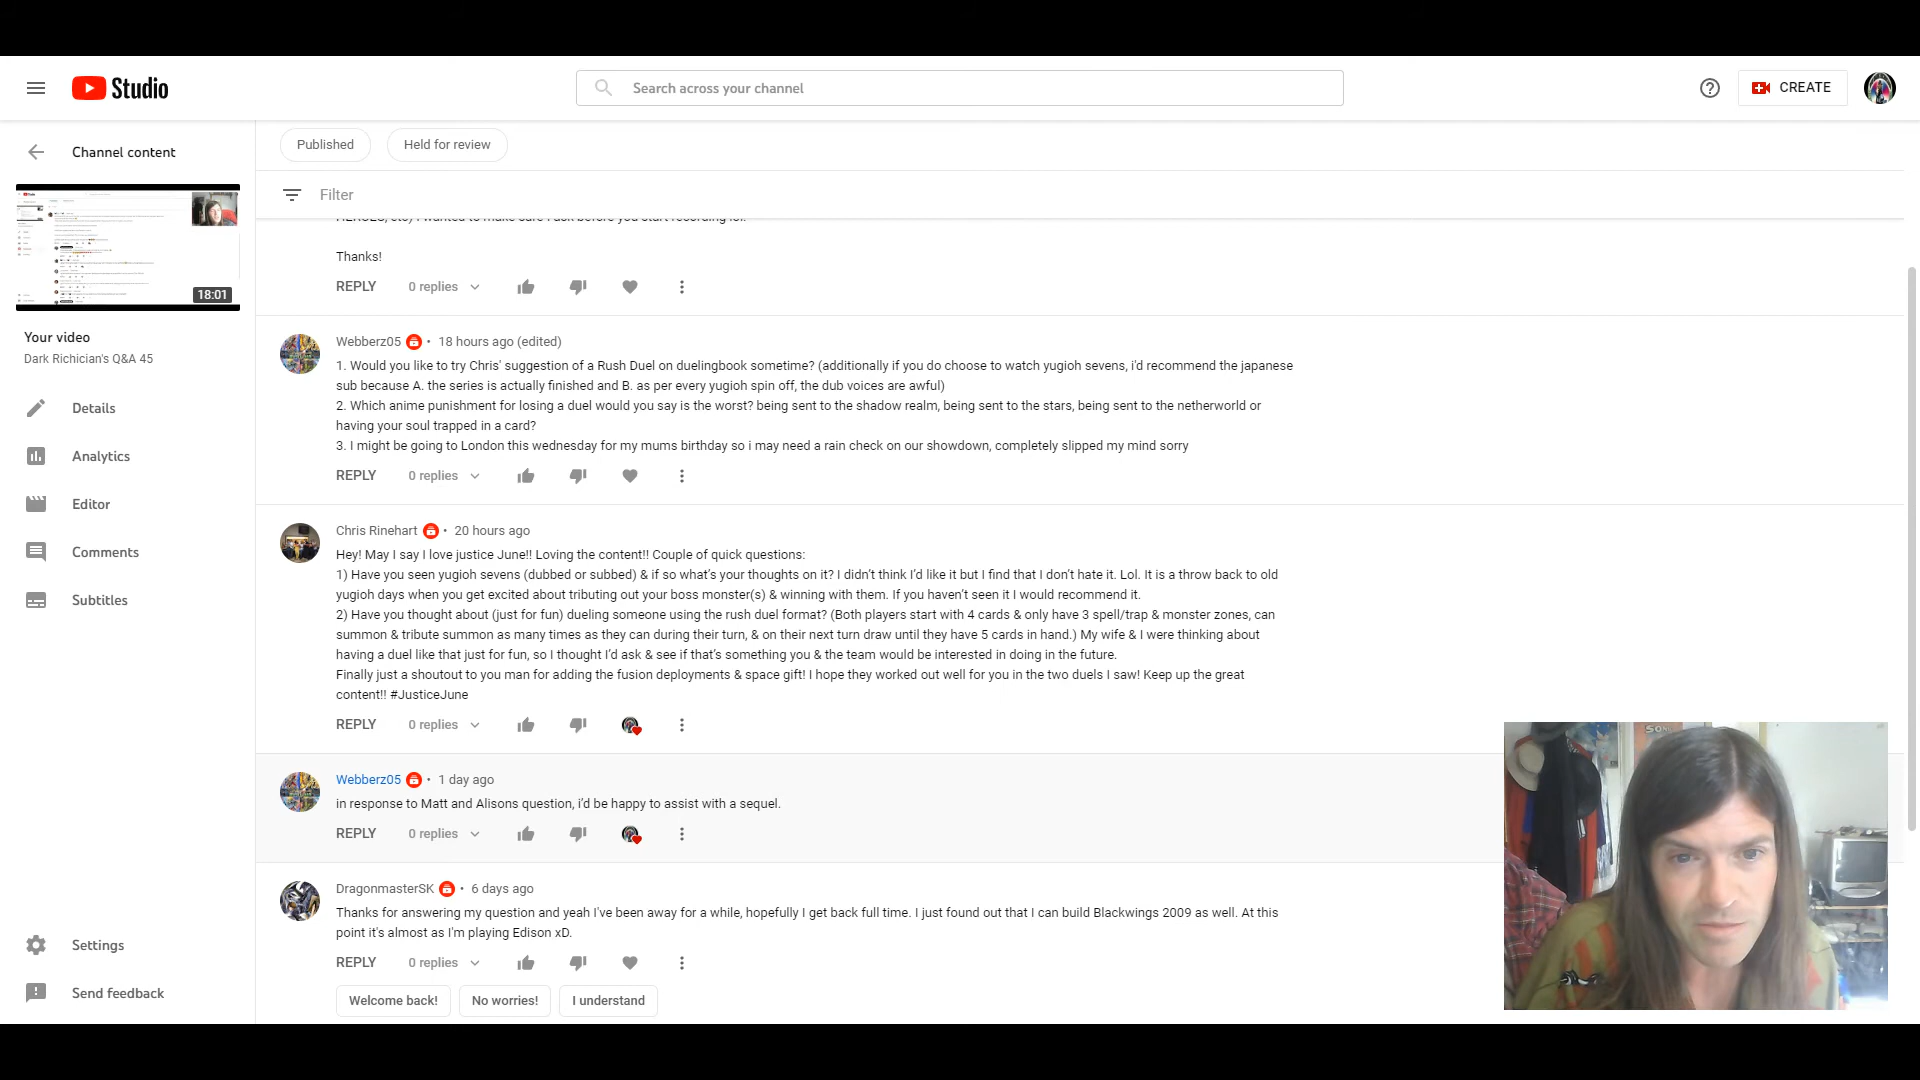 Studio
Search across your channel
CREATE
Channel content
18:01
Your video
Dark Richician's Q&A 45
Details
Analytics
Editor
Comments
Subtitles
Settings
Send feedback
Published
Held for review
Filter
HEROES, etc) I wanted to make sure I ask before you start recording lol.
Thanks!
REPLY 0 replies
Webberz05 • 18 hours ago (edited)
1. Would you like to try Chris' suggestion of a Rush Duel on duelingbook sometime? (additionally if you do choose to watch yugioh sevens, i'd recommend the japanese
sub because A. the series is actually finished and B. as per every yugioh spin off, the dub voices are awful)
2. Which anime punishment for losing a duel would you say is the worst? being sent to the shadow realm, being sent to the stars, being sent to the netherworld or
having your soul trapped in a card?
3. I might be going to London this wednesday for my mums birthday so i may need a rain check on our showdown, completely slipped my mind sorry
REPLY 0 replies
Chris Rinehart • 20 hours ago
Hey! May I say I love justice June!! Loving the content!! Couple of quick questions:
1) Have you seen yugioh sevens (dubbed or subbed) & if so what's your thoughts on it? I didn't think I'd like it but I find that I don't hate it. Lol. It is a throw back to old
yugioh days when you get excited about tributing out your boss monster(s) & winning with them. If you haven't seen it I would recommend it.
2) Have you thought about (just for fun) dueling someone using the rush duel format? (Both players start with 4 cards & only have 3 spell/trap & monster zones, can
summon & tribute summon as many times as they can during their turn, & on their next turn draw until they have 5 cards in hand.) My wife & I were thinking about
having a duel like that just for fun, so I thought I'd ask & see if that's something you & the team would be interested in doing in the future.
Finally just a shoutout to you man for adding the fusion deployments & space gift! I hope they worked out well for you in the two duels I saw! Keep up the great
content!! #JusticeJune
REPLY 0 replies
Webberz05 • 1 day ago
in response to Matt and Alisons question, i'd be happy to assist with a sequel.
REPLY 0 replies
DragonmasterSK • 6 days ago
Thanks for answering my question and yeah I've been away for a while, hopefully I get back full time. I just found out that I can build Blackwings 2009 as well. At this
point it's almost as I'm playing Edison xD.
REPLY 0 replies
Welcome back! No worries! I understand